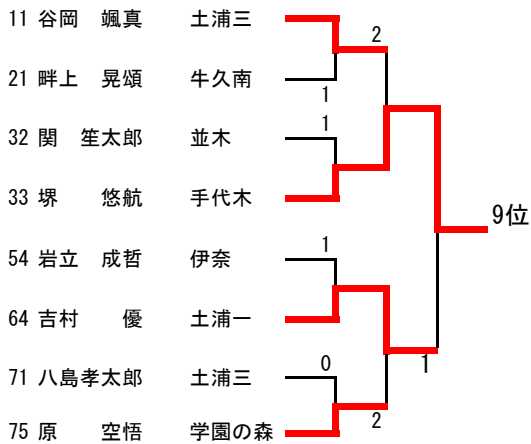 11 谷岡　颯真　土浦三
2
21 畔上　晃頌　牛久南
1
1
32 関　笙太郎　並木
33 堺　　悠航　手代木
9位
1
54 岩立　成哲　伊奈
64 吉村　　優　土浦一
0
1
71 八島孝太郎　土浦三
2
75 原　　空悟　学園の森